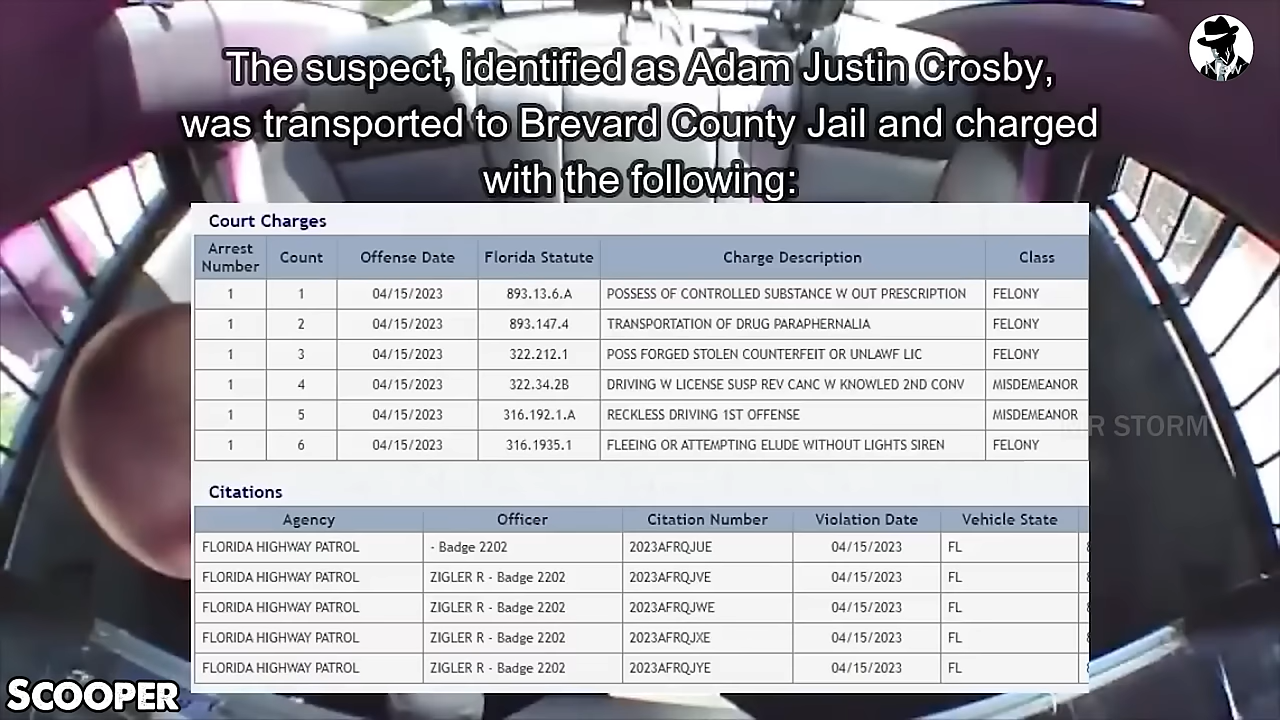 The suspect, identified as Adam Justin Crosby,
was transported to Brevard County Jail and charged
with the following:
Court Charges
Arrest Number Count Offense Date Florida Statute Charge Description Class
1 1 04/15/2023 893.13.6.A POSSESS OF CONTROLLED SUBSTANCE W OUT PRESCRIPTION FELONY
1 2 04/15/2023 893.147.4 TRANSPORTATION OF DRUG PARAPHERNALIA FELONY
1 3 04/15/2023 322.212.1 POSS FORGED STOLEN COUNTERFEIT OR UNLAWF LIC FELONY
1 4 04/15/2023 322.34.2B DRIVING W LICENSE SUSP REV CANC W KNOWLED 2ND CONV MISDEMEANOR
1 5 04/15/2023 316.192.1.A RECKLESS DRIVING 1ST OFFENSE MISDEMEANOR
1 6 04/15/2023 316.1935.1 FLEEING OR ATTEMPTING ELUDE WITHOUT LIGHTS SIREN FELONY
R STORM
Citations
Agency Officer Citation Number Violation Date Vehicle State
FLORIDA HIGHWAY PATROL - Badge 2202 2023AFRQJUE 04/15/2023 FL
FLORIDA HIGHWAY PATROL ZIGLER R - Badge 2202 2023AFRQJVE 04/15/2023 FL
FLORIDA HIGHWAY PATROL ZIGLER R - Badge 2202 2023AFRQJWE 04/15/2023 FL
FLORIDA HIGHWAY PATROL ZIGLER R - Badge 2202 2023AFRQJXE 04/15/2023 FL
FLORIDA HIGHWAY PATROL ZIGLER R - Badge 2202 2023AFRQJYE 04/15/2023 FL
SCOOPER